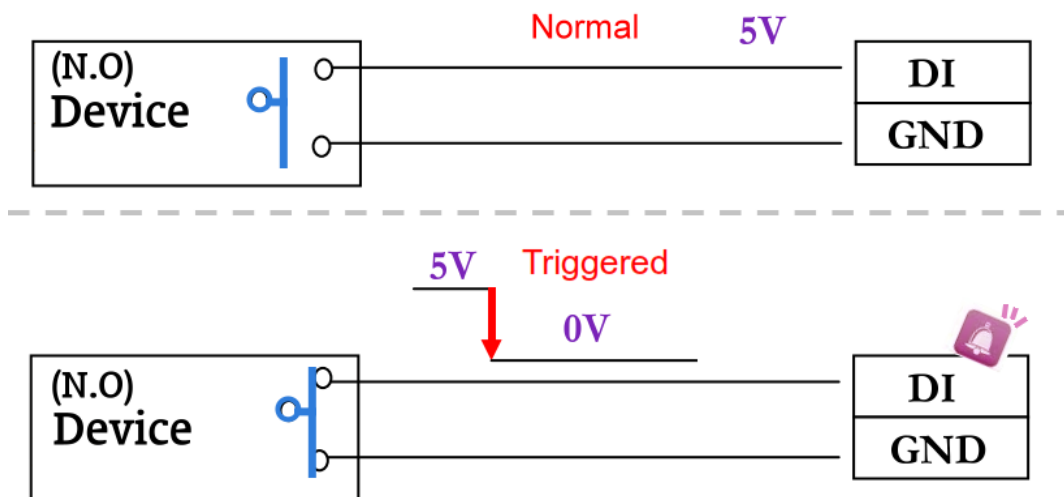 Normal
5V
(N.O)
Device
DI
GND
5V
Triggered
0V
(N.O)
Device
DI
GND